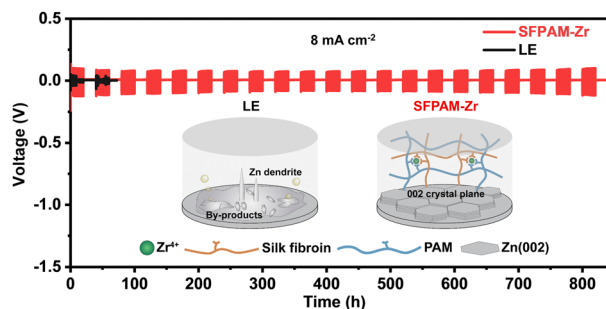 0.5
0.0
-0.5
-1.0
-1.5
Voltage (V)
8 mA cm⁻²
SFPAM-Zr
LE
LE
SFPAM-Zr
Zn dendrite
By-products
002 crystal plane
Zr⁴⁺
Silk fibroin
PAM
Zn(002)
0 100 200 300 400 500 600 700 800
Time (h)